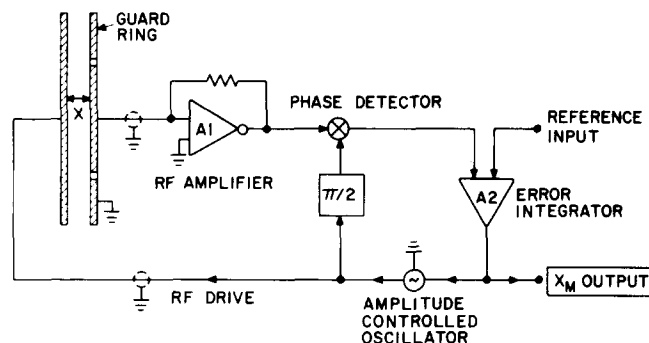 GUARD
RING
X
A1
RF AMPLIFIER
PHASE DETECTOR
π/2
REFERENCE
INPUT
A2
ERROR
INTEGRATOR
RF DRIVE
~
AMPLITUDE
CONTROLLED
OSCILLATOR
X_M OUTPUT